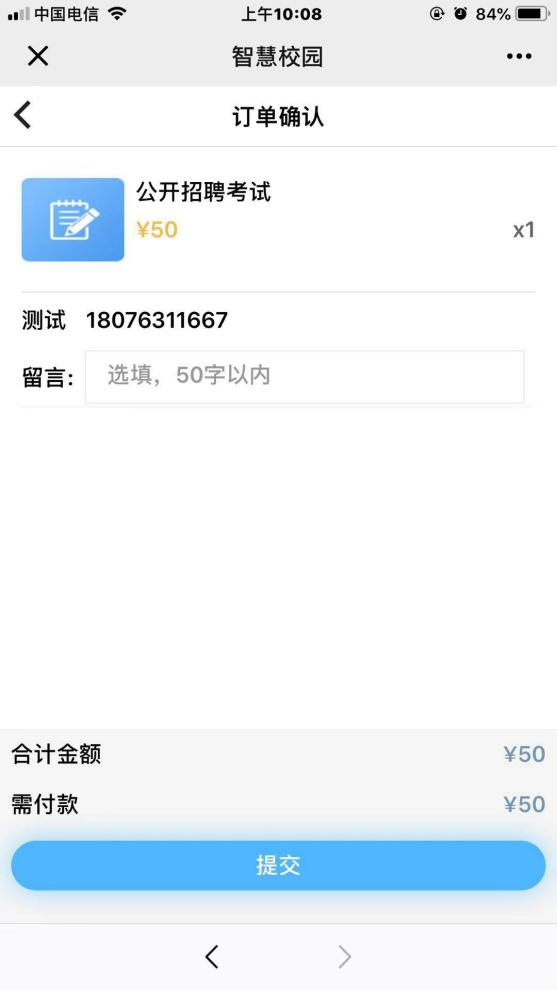 中国电信 上午10:08 84%
智慧校园
订单确认
公开招聘考试
¥50 x1
测试 18076311667
留言: 选填，50字以内
合计金额 ¥50
需付款 ¥50
提交